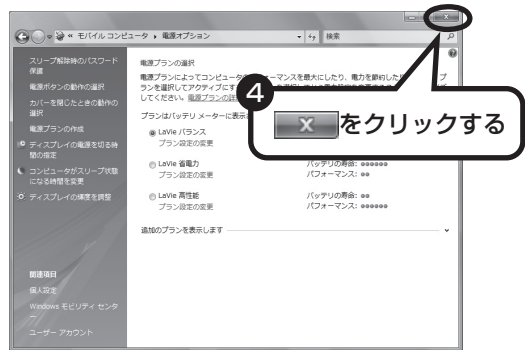 « モバイル コンピュータ ▸ 電源オプション
検索
スリープ解除時のパスワード
保護
電源ボタンの動作の選択
カバーを閉じたときの動作の
選択
電源プランの作成
ディスプレイの電源を切る時
間の指定
コンピュータがスリープ状態
になる時間を変更
ディスプレイの輝度を調整
関連項目
個人設定
Windows モビリティ センタ
ー
ユーザー アカウント
電源プランの選択
電源プランによってコンピュータの
ーマンスを最大にしたり、電力を節約した
プ
ランを選択してアクティブにす
してください。電源プランの詳
プランはバッテリ メーターに表示
LaVie バランス
プラン設定の変更
LaVie 省電力
バッテリの寿命:
プラン設定の変更
パフォーマンス:
LaVie 高性能
バッテリの寿命:
プラン設定の変更
パフォーマンス:
追加のプランを表示します
4
X をクリックする